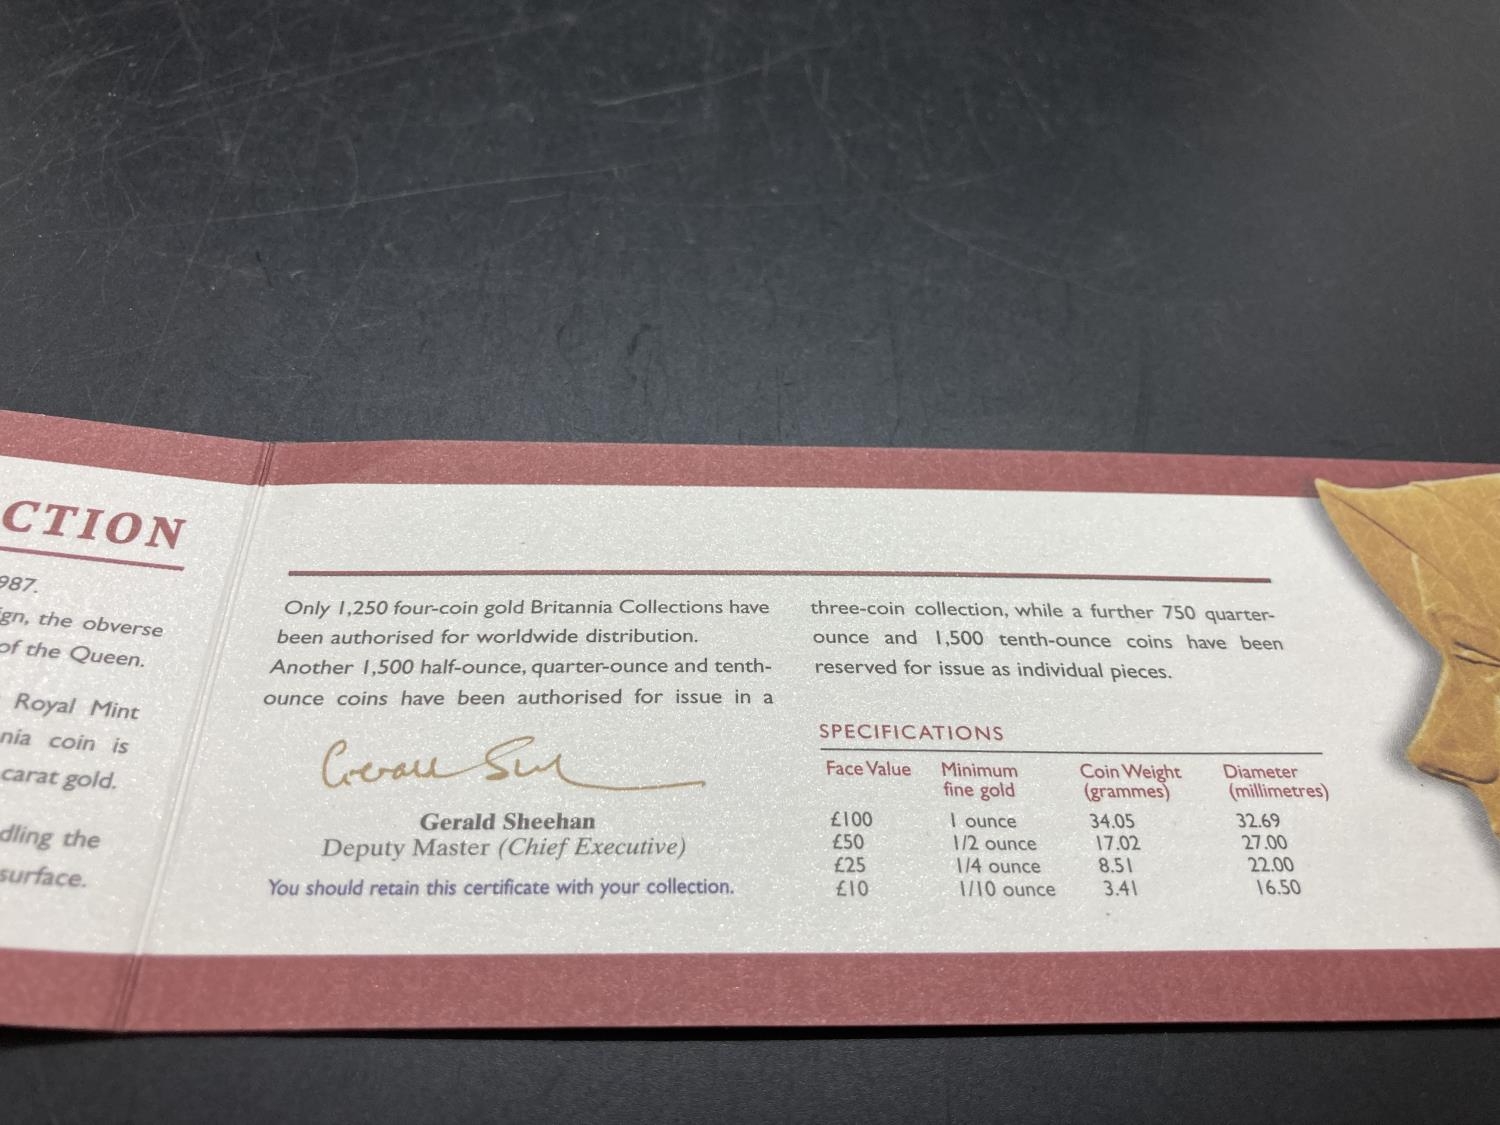 CTION
987.
gn, the obverse
of the Queen.
Royal Mint
nia coin is
carat gold.
dling the
surface.
Only 1,250 four-coin gold Britannia Collections have
been authorised for worldwide distribution.
Another 1,500 half-ounce, quarter-ounce and tenth-
ounce coins have been authorised for issue in a
three-coin collection, while a further 750 quarter-
ounce and 1,500 tenth-ounce coins have been
reserved for issue as individual pieces.
Gerald Sheehan
Deputy Master (Chief Executive)
You should retain this certificate with your collection.
SPECIFICATIONS
Face Value Minimum fine gold Coin Weight (grammes) Diameter (millimetres)
£100 1 ounce 34.05 32.69
£50 1/2 ounce 17.02 27.00
£25 1/4 ounce 8.51 22.00
£10 1/10 ounce 3.41 16.50